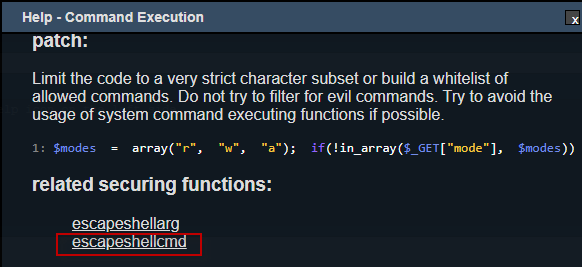 Help - Command Execution
x
patch:
Limit the code to a very strict character subset or build a whitelist of
allowed commands. Do not try to filter for evil commands. Try to avoid the
usage of system command executing functions if possible.
1: $modes = array("r", "w", "a"); if(!in_array($_GET["mode"], $modes))
related securing functions:
escapeshellarg
escapeshellcmd